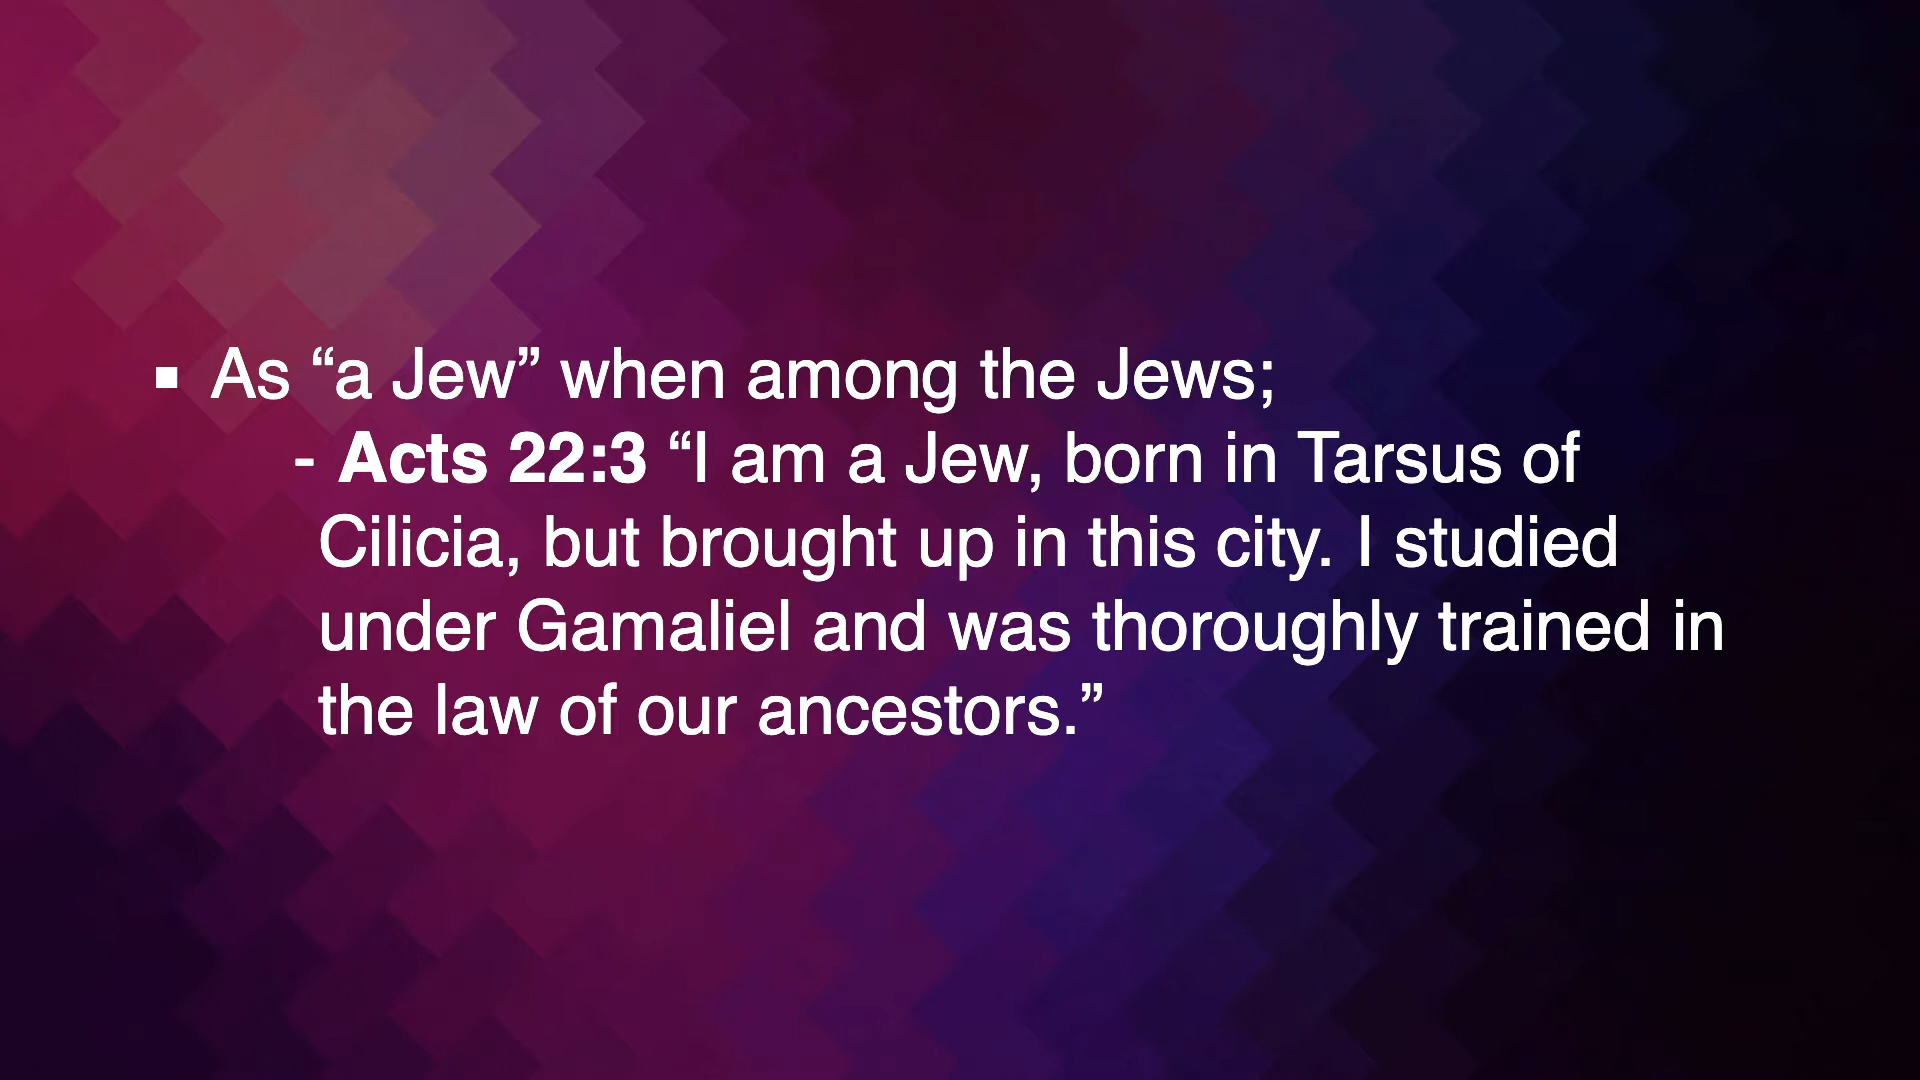 ▪ As “a Jew” when among the Jews;
- Acts 22:3 “I am a Jew, born in Tarsus of
Cilicia, but brought up in this city. I studied
under Gamaliel and was thoroughly trained in
the law of our ancestors.”